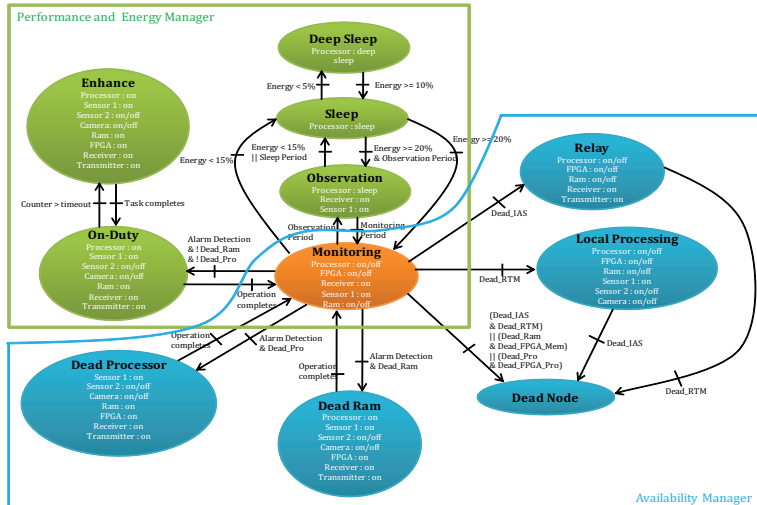 Performance and Energy Manager
Deep Sleep
Processor : deep
sleep
Energy < 5%
Energy >= 10%
Enhance
Processor : on
Sensor 1 : on
Sensor 2 : on/off
Camera: on/off
Ram : on
FPGA : on
Receiver : on
Transmitter : on
Sleep
Processor : sleep
Energy < 15%
Energy < 15%
|| Sleep Period
Energy >= 20%
& Observation Period
Energy >= 20%
Observation
Processor : sleep
Receiver : on
Sensor 1 : on
Relay
Processor : on/off
FPGA : on/off
Ram : on/off
Receiver : on
Transmitter: on
Counter > timeout
Task completes
Observation
Period
Monitoring
Period
Dead_IAS
On-Duty
Processor : on
Sensor 1 : on
Sensor 2 : on/off
Camera : on/off
Ram : on
Receiver : on
Transmitter : on
Alarm Detection
& ! Dead_Ram
& ! Dead_Pro
Operation
completes
Monitoring
Processor : on/off
FPGA : on/off
Receiver : on
Sensor 1 : on
Ram : on/off
Dead_RTM
Local Processing
Processor : on/off
FPGA : on/off
Ram : on/off
Sensor 1 : on
Sensor 2 : on/off
Camera : on/off
Operation
completes
Alarm Detection
& Dead_Pro
Operation
completes
Alarm Detection
& Dead_Ram
(Dead_IAS
& Dead_RTM)
|| (Dead_Ram
& Dead_FPGA_Mem)
|| (Dead_Pro
& Dead_FPGA_Pro)
Dead_IAS
Dead_RTM
Dead Processor
Sensor 1 : on
Sensor 2 : on/off
Camera : on/off
Ram : on
FPGA : on
Receiver : on
Transmitter : on
Dead Ram
Processor : on
Sensor 1 : on
Sensor 2 : on/off
Camera : on/off
FPGA : on
Receiver : on
Transmitter : on
Dead Node
Availability Manager